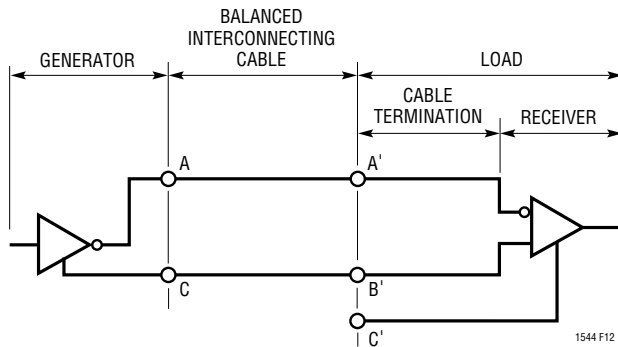 BALANCED
INTERCONNECTING
CABLE
GENERATOR
LOAD
CABLE
TERMINATION
RECEIVER
A
A'
C
B'
C'
1544 F12